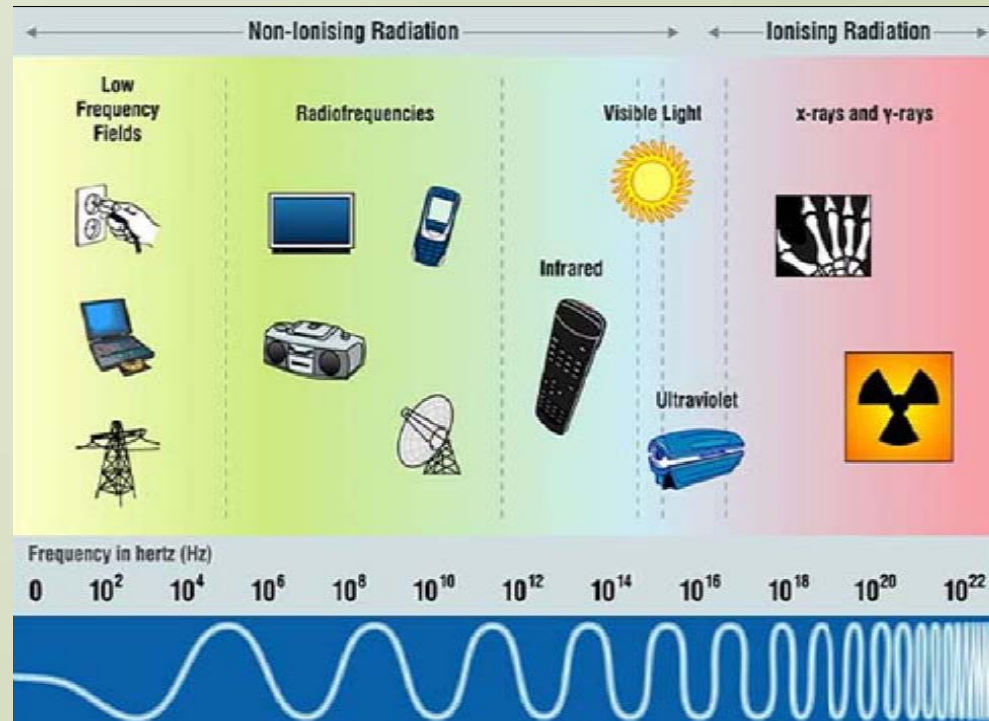 Non-Ionising Radiation
Ionising Radiation
Low
Frequency
Fields
Radiofrequencies
Visible Light
x-rays and γ-rays
Infrared
Ultraviolet
Frequency in hertz (Hz)
0 10² 10⁴ 10⁶ 10⁸ 10¹⁰ 10¹² 10¹⁴ 10¹⁶ 10¹⁸ 10²⁰ 10²²